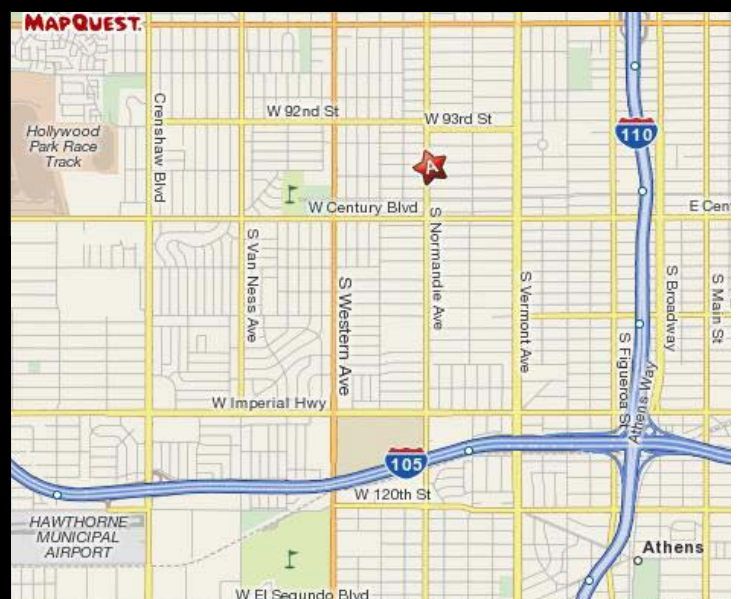 MAPQUEST.
W 92nd St
W 93rd St
Crenshaw Blvd
Hollywood
Park Race
Track
110
A
W Century Blvd
E Cen
S Van Ness Ave
S Western Ave
S Normandie Ave
S Vermont Ave
S Figueroa St
Athens Way
S Broadway
S Main St
W Imperial Hwy
105
W 120th St
HAWTHORNE
MUNICIPAL
AIRPORT
Athens
W El Segundo Blvd